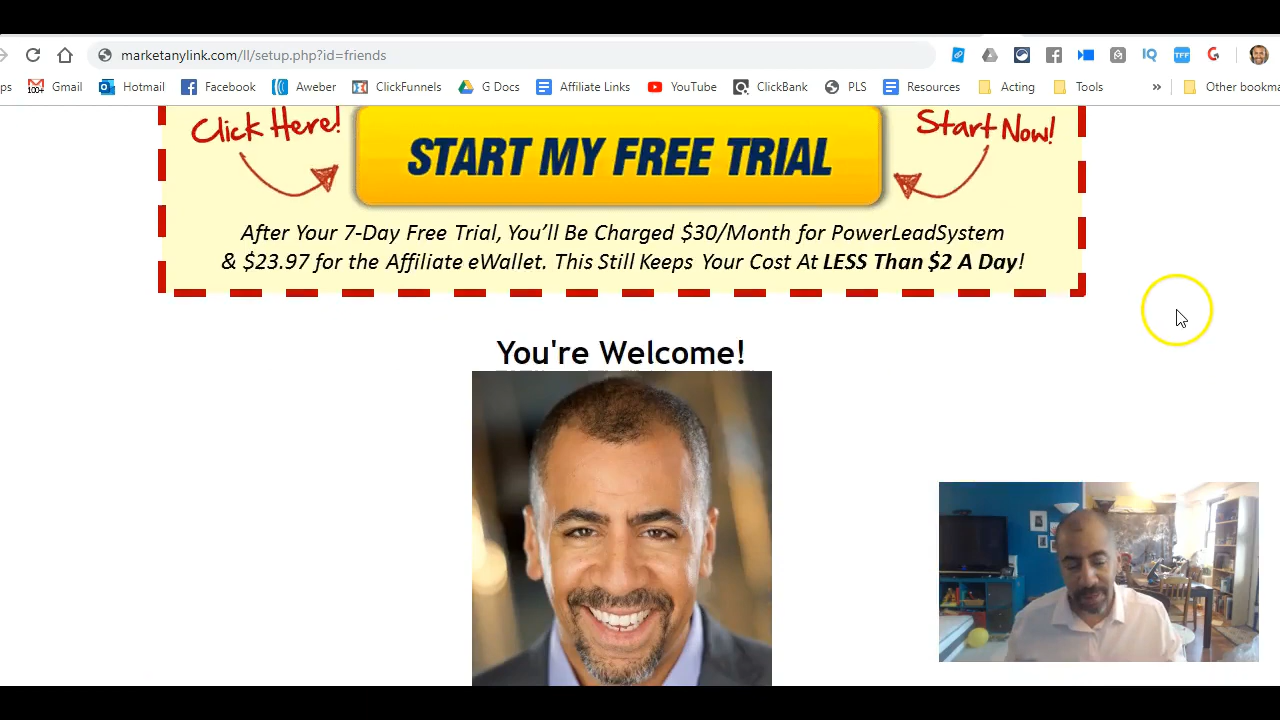 marketanylink.com/ll/setup.php?id=friends
ps Gmail Hotmail Facebook Aweber ClickFunnels G Docs Affiliate Links YouTube ClickBank PLS Resources Acting Tools » Other bookma
Click Here! START MY FREE TRIAL Start Now!
After Your 7-Day Free Trial, You'll Be Charged $30/Month for PowerLeadSystem
& $23.97 for the Affiliate eWallet. This Still Keeps Your Cost At LESS Than $2 A Day!
You're Welcome!